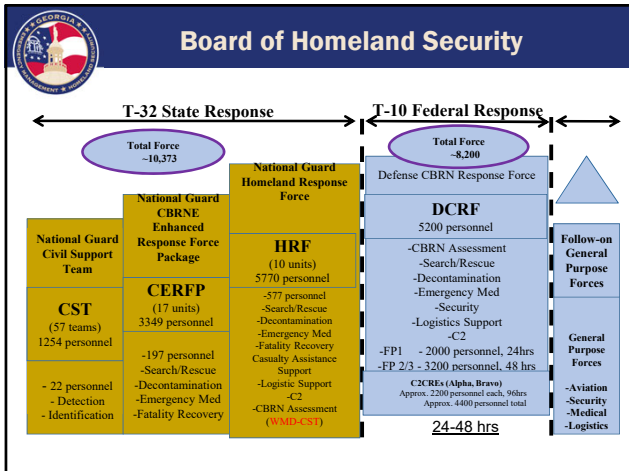 GEORGIA
EMERGENCY MANAGEMENT
HOMELAND SECURITY
Board of Homeland Security
T-32 State Response
T-10 Federal Response
Total Force
~10,373
Total Force
~8,200
National Guard
Civil Support
Team
CST
(57 teams)
1254 personnel
- 22 personnel
- Detection
- Identification
National Guard
CBRNE
Enhanced
Response Force
Package
CERFP
(17 units)
3349 personnel
-197 personnel
-Search/Rescue
-Decontamination
-Emergency Med
-Fatality Recovery
National Guard
Homeland Response
Force
HRF
(10 units)
5770 personnel
-577 personnel
-Search/Rescue
-Decontamination
-Emergency Med
-Fatality Recovery
Casualty Assistance
Support
-Logistic Support
-C2
-CBRN Assessment
(WMD-CST)
Defense CBRN Response Force
DCRF
5200 personnel
-CBRN Assessment
-Search/Rescue
-Decontamination
-Emergency Med
-Security
-Logistics Support
-C2
-FP1 - 2000 personnel, 24hrs
-FP 2/3 - 3200 personnel, 48 hrs
C2CREs (Alpha, Bravo)
Approx. 2200 personnel each, 96hrs
Approx. 4400 personnel total
24-48 hrs
Follow-on
General
Purpose
Forces
General
Purpose
Forces
-Aviation
-Security
-Medical
-Logistics